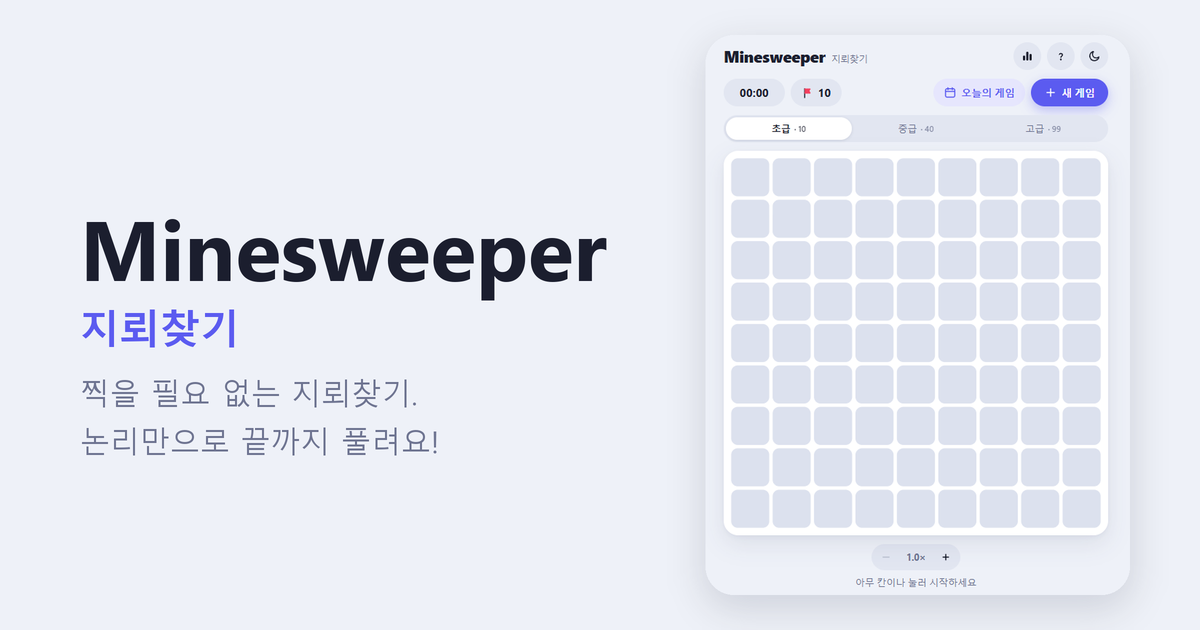 Minesweeper
지뢰찾기
찍을 필요 없는 지뢰찾기.
논리만으로 끝까지 풀려요!
Minesweeper 지뢰찾기
?
00:00 10 오늘의 게임 + 새 게임
초급 · 10 중급 · 40 고급 · 99
− 1.0× +
아무 칸이나 눌러 시작하세요